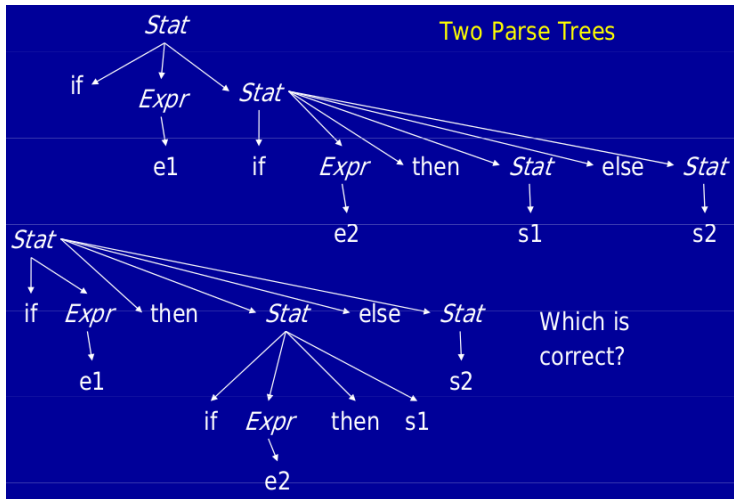 Stat
Two Parse Trees
if Expr Stat
e1 if Expr then Stat else Stat
e2 s1 s2
Stat
if Expr then Stat else Stat
Which is
correct?
e1 s2
if Expr then s1
e2